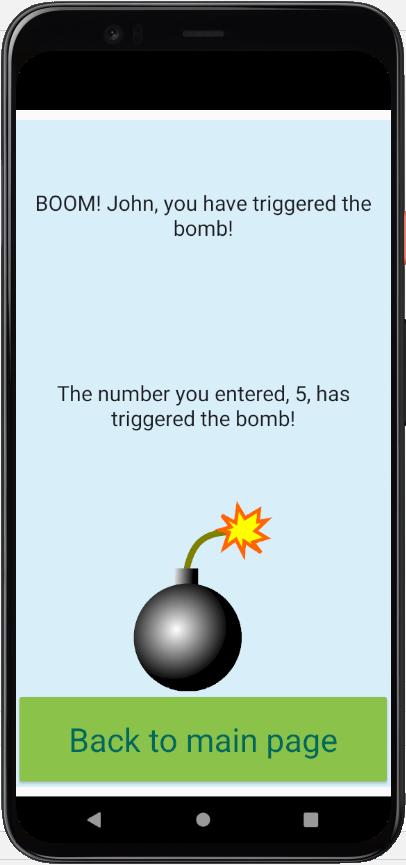 BOOM! John, you have triggered the
bomb!
The number you entered, 5, has
triggered the bomb!
Back to main page